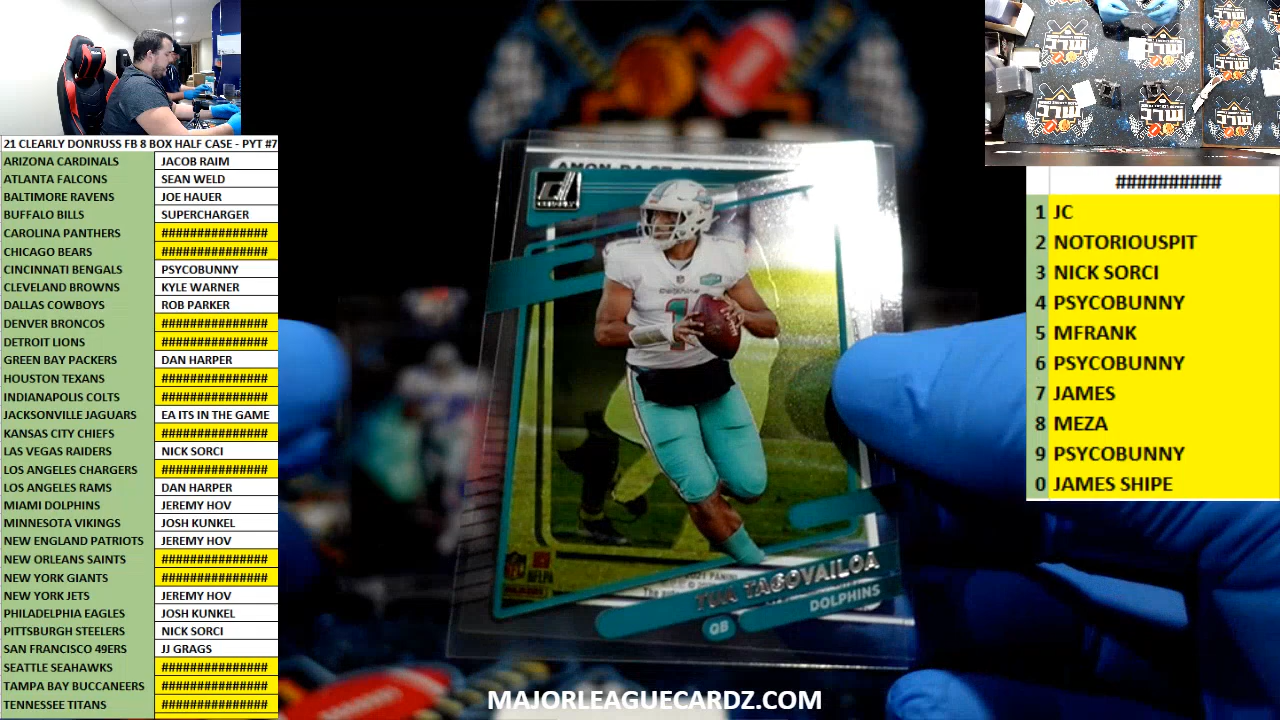 21 CLEARLY DONRUSS FB 8 BOX HALF CASE - PYT #7
ARIZONA CARDINALS JACOB RAIM
ATLANTA FALCONS SEAN WELD
BALTIMORE RAVENS JOE HAUER
BUFFALO BILLS SUPERCHARGER
CAROLINA PANTHERS ###############
CHICAGO BEARS ###############
CINCINNATI BENGALS PSYCOBUNNY
CLEVELAND BROWNS KYLE WARNER
DALLAS COWBOYS ROB PARKER
DENVER BRONCOS ###############
DETROIT LIONS ###############
GREEN BAY PACKERS DAN HARPER
HOUSTON TEXANS ###############
INDIANAPOLIS COLTS ###############
JACKSONVILLE JAGUARS EA ITS IN THE GAME
KANSAS CITY CHIEFS ###############
LAS VEGAS RAIDERS NICK SORCI
LOS ANGELES CHARGERS ###############
LOS ANGELES RAMS DAN HARPER
MIAMI DOLPHINS JEREMY HOV
MINNESOTA VIKINGS JOSH KUNKEL
NEW ENGLAND PATRIOTS JEREMY HOV
NEW ORLEANS SAINTS ###############
NEW YORK GIANTS ###############
NEW YORK JETS JEREMY HOV
PHILADELPHIA EAGLES JOSH KUNKEL
PITTSBURGH STEELERS NICK SORCI
SAN FRANCISCO 49ERS JJ GRAGS
SEATTLE SEAHAWKS ###############
TAMPA BAY BUCCANEERS ###############
TENNESSEE TITANS ###############
TUA TAGOVAILOA
DOLPHINS
QB
MAJORLEAGUECARDZ.COM
##########
1 JC
2 NOTORIOUSPIT
3 NICK SORCI
4 PSYCOBUNNY
5 MFRANK
6 PSYCOBUNNY
7 JAMES
8 MEZA
9 PSYCOBUNNY
0 JAMES SHIPE